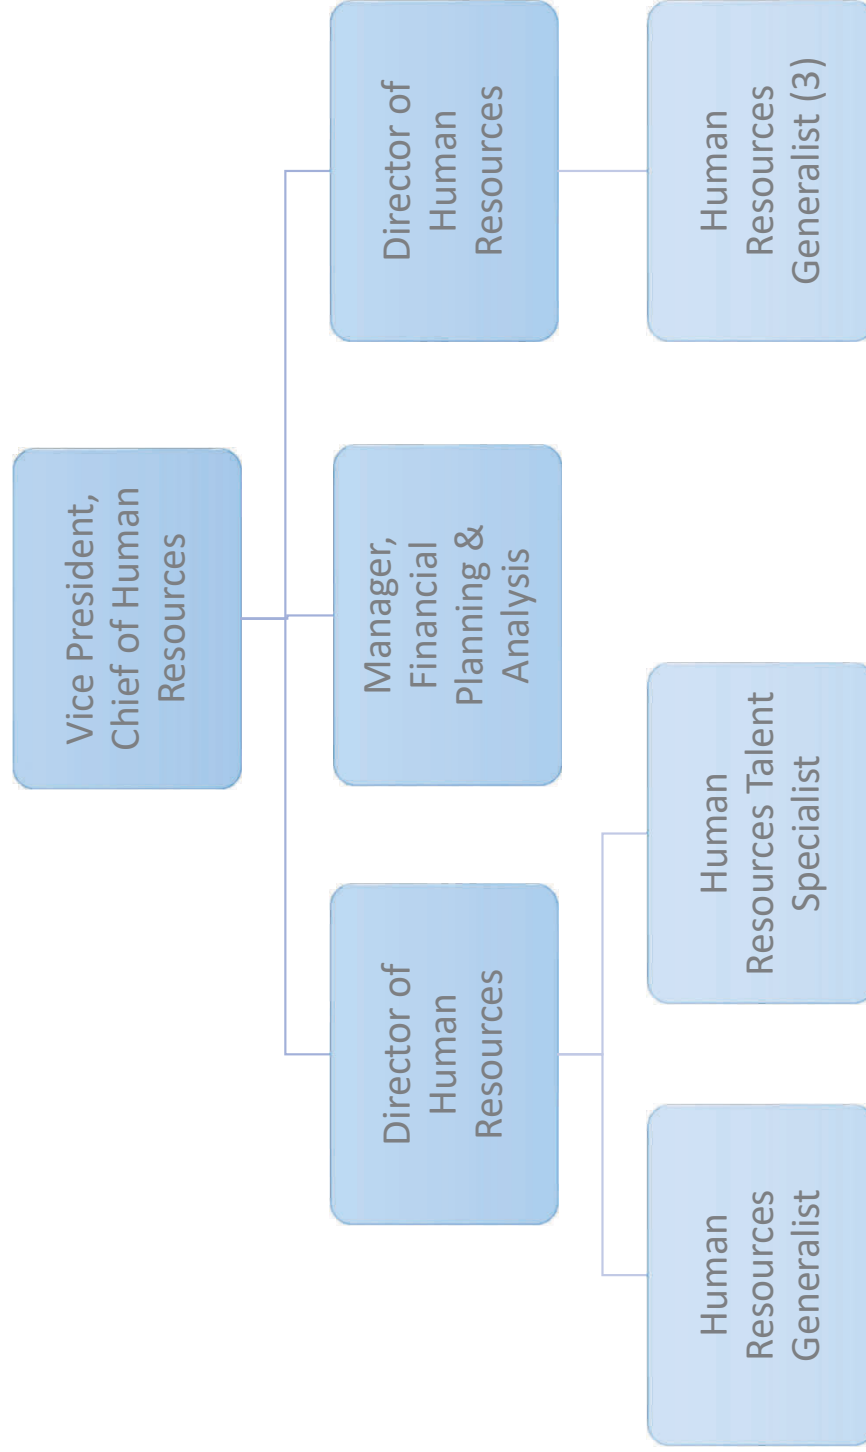 Vice President,
Chief of Human
Resources
Director of
Human
Resources
Manager,
Financial
Planning &
Analysis
Director of
Human
Resources
Human
Resources
Generalist
Human
Resources Talent
Specialist
Human
Resources
Generalist (3)